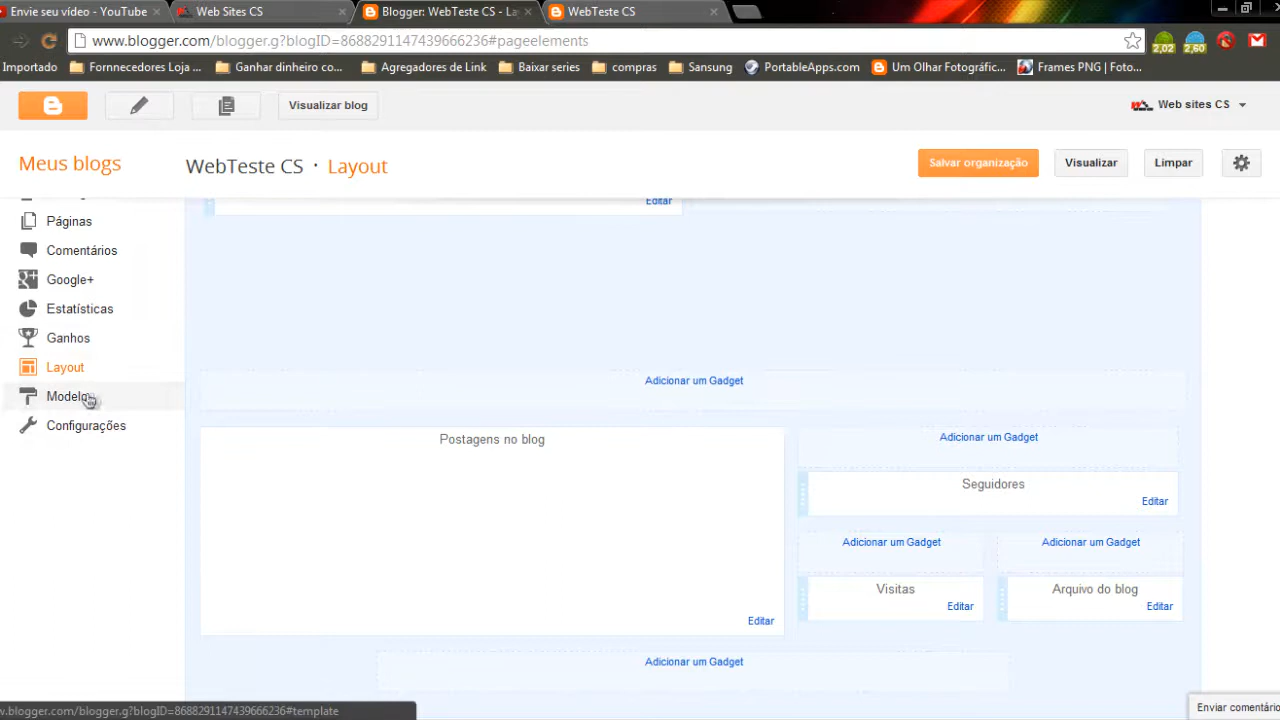 Envie seu vídeo - YouTube
Web Sites CS
Blogger: WebTeste CS - La
WebTeste CS
www.blogger.com/blogger.g?blogID=8688291147439666236#pageelements
Importado
Fornnecedores Loja ...
Ganhar dinheiro co...
Agregadores de Link
Baixar series
compras
Sansung
PortableApps.com
Um Olhar Fotográfic...
Frames PNG | Foto...
2,02
2,60
Visualizar blog
Web sites CS
Meus blogs
WebTeste CS · Layout
Salvar organização
Visualizar
Limpar
Editar
Páginas
Comentários
Google+
Estatísticas
Ganhos
Layout
Modelo
Configurações
Adicionar um Gadget
Postagens no blog
Editar
Adicionar um Gadget
Seguidores
Editar
Adicionar um Gadget
Adicionar um Gadget
Visitas
Editar
Arquivo do blog
Editar
Adicionar um Gadget
w.blogger.com/blogger.g?blogID=8688291147439666236#template
Enviar comentário